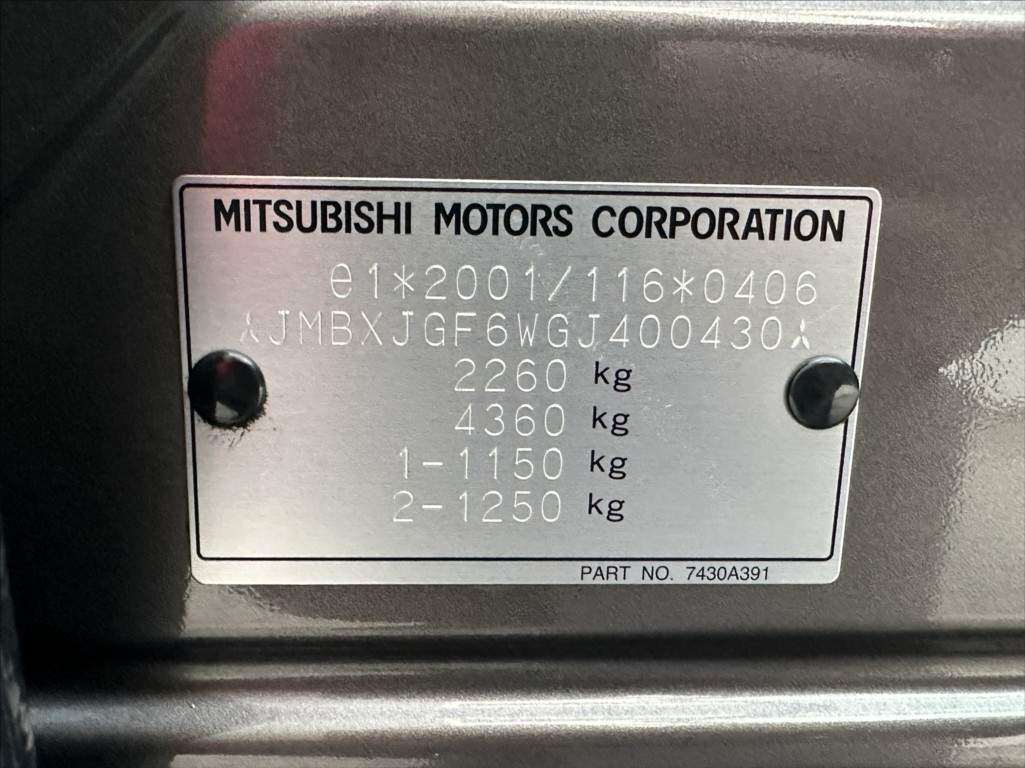 MITSUBISHI MOTORS CORPORATION
e1*2001/116*0406
JMBXJGF6WGJ400430
2260 kg
4360 kg
1-1150 kg
2-1250 kg
PART NO. 7430A391